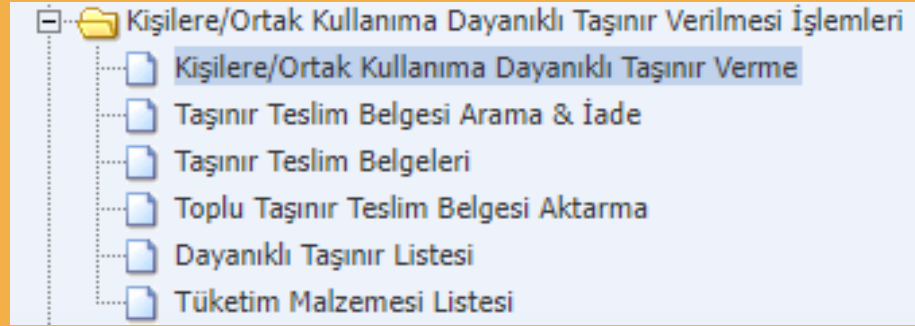 Kişilere/Ortak Kullanıma Dayanıklı Taşınır Verilmesi İşlemleri
Kişilere/Ortak Kullanıma Dayanıklı Taşınır Verme
Taşınır Teslim Belgesi Arama & İade
Taşınır Teslim Belgeleri
Toplu Taşınır Teslim Belgesi Aktarma
Dayanıklı Taşınır Listesi
Tüketim Malzemesi Listesi